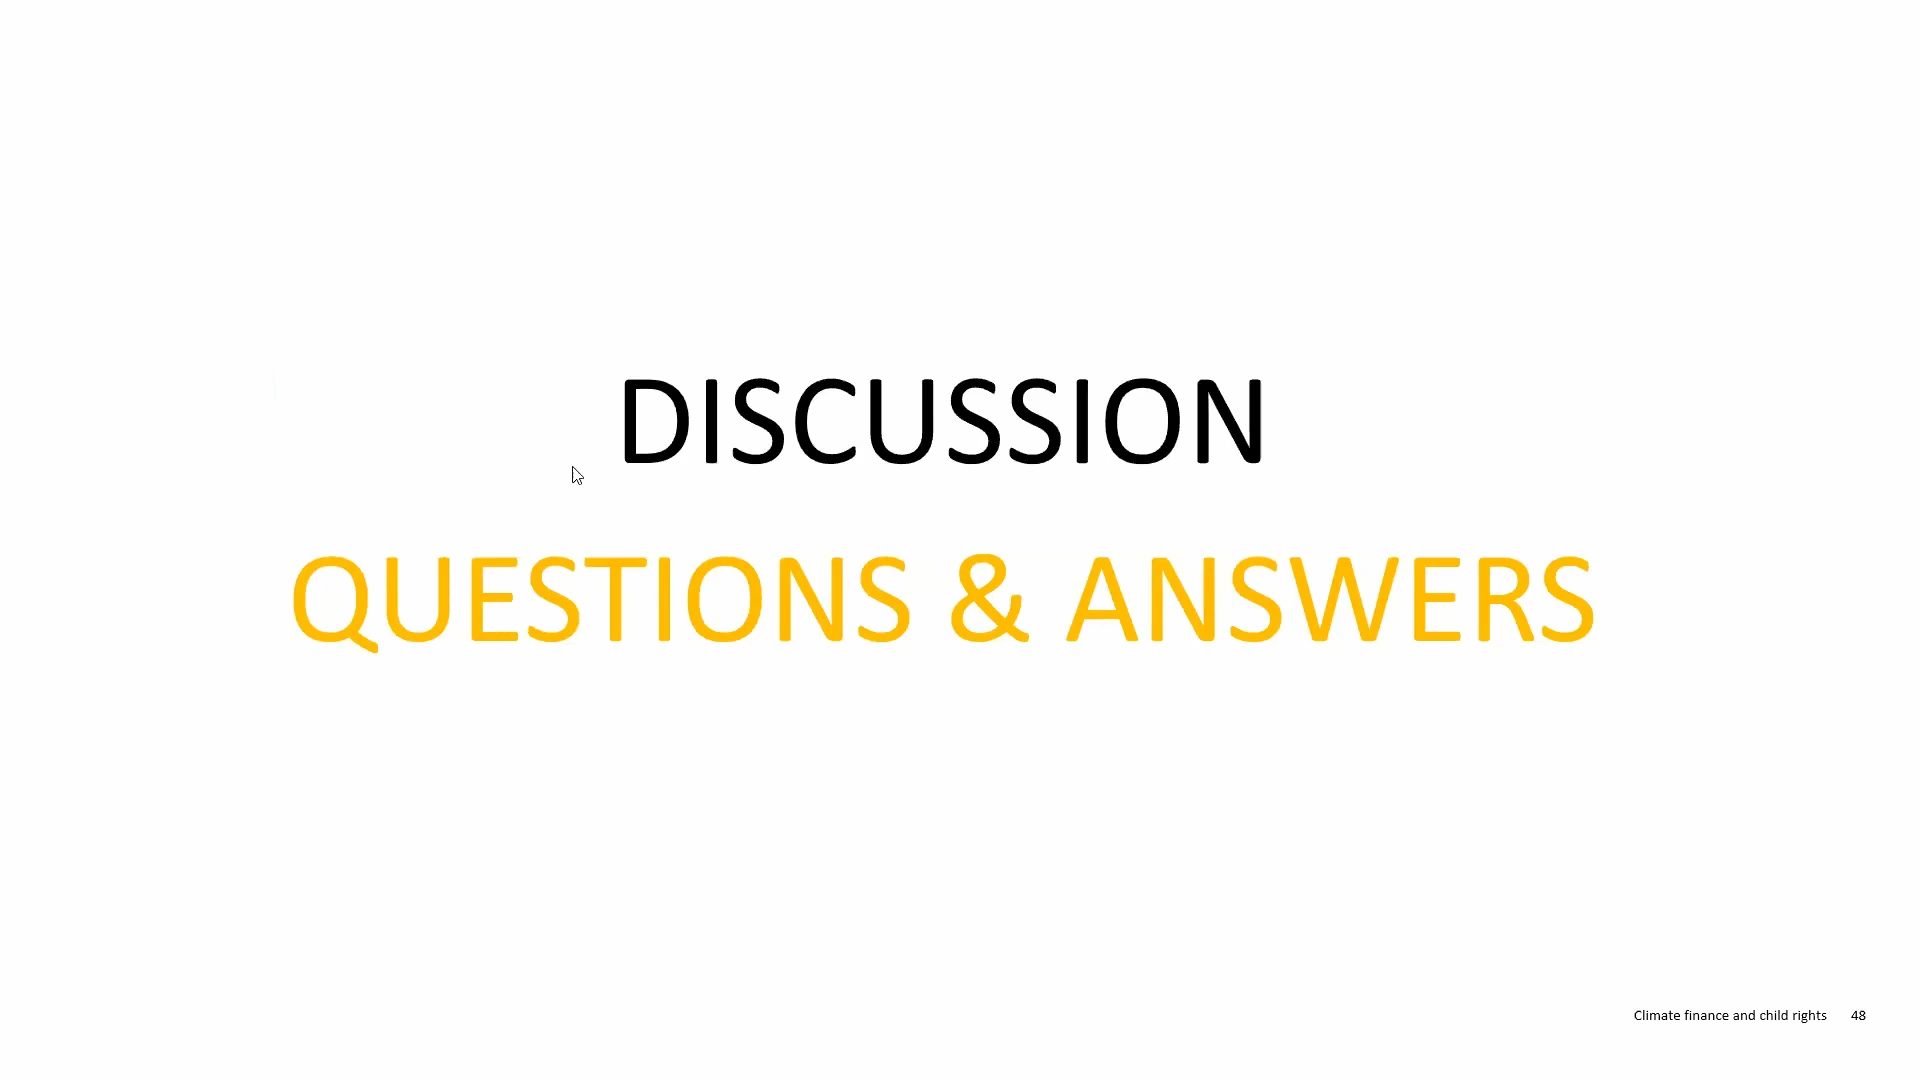 DISCUSSION
QUESTIONS & ANSWERS
Climate finance and child rights 48